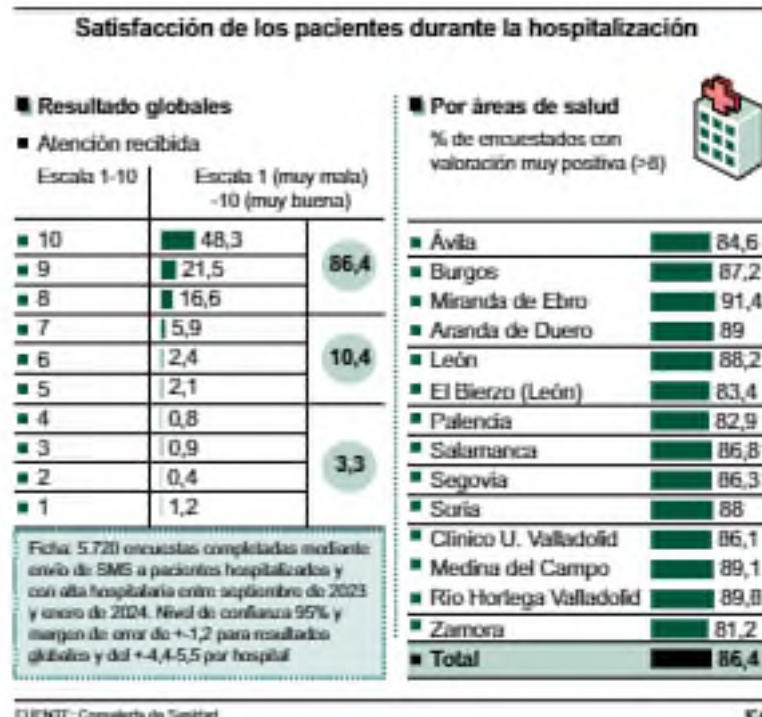 Satisfacción de los pacientes durante la hospitalización
Resultado globales
Atención recibida
Escala 1-10
Escala 1 (muy mala)
-10 (muy buena)
10 48,3
9 21,5
8 16,6
86,4
7 5,9
6 2,4
5 2,1
10,4
4 0,8
3 0,9
2 0,4
1 1,2
3,3
Ficha: 5.720 encuestas completadas mediante
envío de SMS a pacientes hospitalizados y
con alta hospitalaria entre septiembre de 2023
y enero de 2024. Nivel de confianza 95% y
margen de error de +-1,2 para resultados
globales y del +-4,4-5,5 por hospital
Por áreas de salud
% de encuestados con
valoración muy positiva (>8)
Ávila 84,6
Burgos 87,2
Miranda de Ebro 91,4
Aranda de Duero 89
León 88,2
El Bierzo (León) 83,4
Palencia 82,9
Salamanca 86,8
Segovia 86,3
Soria 88
Clínico U. Valladolid 86,1
Medina del Campo 89,1
Río Hortega Valladolid 89,8
Zamora 81,2
Total 86,4
FUENTE: Consejería de Sanidad